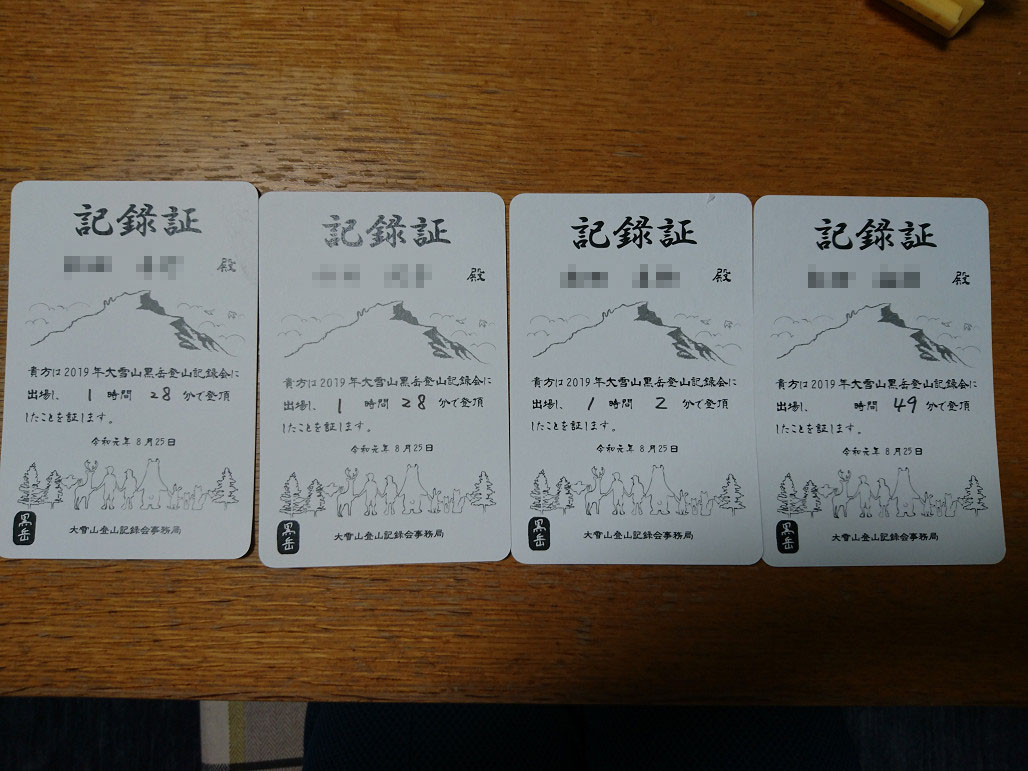 記録証
殿
貴方は2019年大雪山黒岳登山記録会に
出場し、1時間28分で登頂
したことを証します。
令和元年8月25日
黒岳
大雪山登山記録会事務局
記録証
殿
貴方は2019年大雪山黒岳登山記録会に
出場し、1時間28分で登頂
したことを証します。
令和元年8月25日
黒岳
大雪山登山記録会事務局
記録証
殿
貴方は2019年大雪山黒岳登山記録会に
出場し、1時間2分で登頂
したことを証します。
令和元年8月25日
黒岳
大雪山登山記録会事務局
記録証
殿
貴方は2019年大雪山黒岳登山記録会に
出場し、時間49分で登頂
したことを証します。
令和元年8月25日
黒岳
大雪山登山記録会事務局